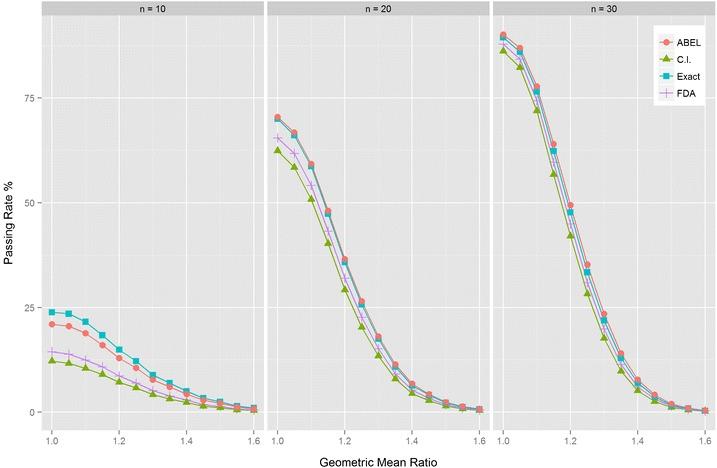 n = 10
n = 20
n = 30
ABEL
C.I.
Exact
FDA
Passing Rate %
75
50
25
0
1.0 1.2 1.4 1.6
1.0 1.2 1.4 1.6
1.0 1.2 1.4 1.6
Geometric Mean Ratio